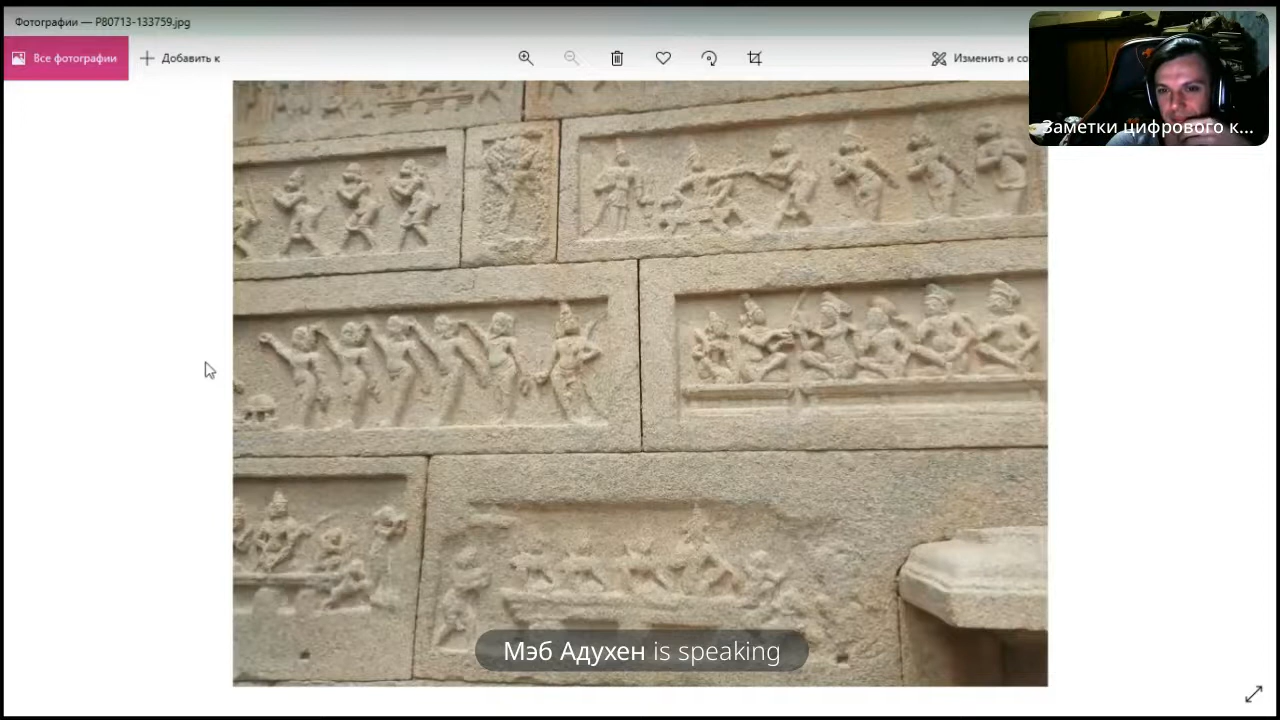 Фотографии — P80713-133759.jpg
Все фотографии
Добавить к
Изменить и со
Заметки цифрового к...
Мэб Адухен is speaking